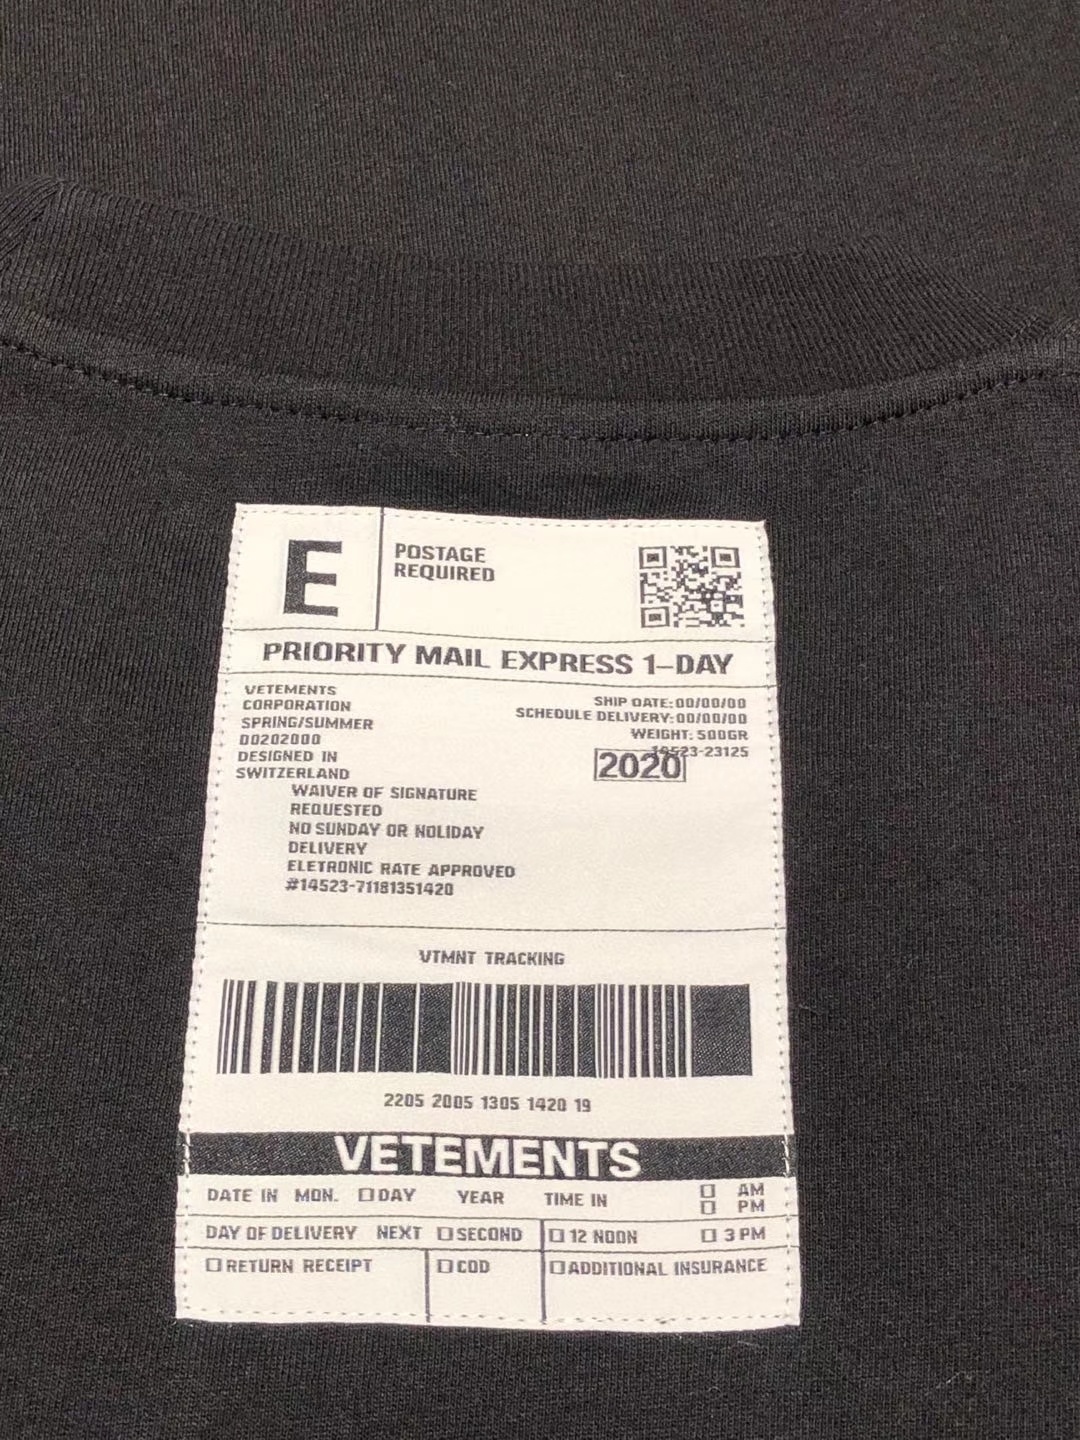 E
POSTAGE
REQUIRED
PRIORITY MAIL EXPRESS 1-DAY
VETEMENTS
CORPORATION
SPRING/SUMMER
D0202000
DESIGNED IN
SWITZERLAND
SHIP DATE:00/00/00
SCHEDULE DELIVERY:00/00/00
WEIGHT: 500GR
14523-23125
2020
WAIVER OF SIGNATURE
REQUESTED
NO SUNDAY OR NOLIDAY
DELIVERY
ELETRONIC RATE APPROVED
#14523-71181351420
VTMNT TRACKING
2205 2005 1305 1420 19
VETEMENTS
DATE IN MON. DAY YEAR TIME IN AM
PM
DAY OF DELIVERY NEXT SECOND 12 NOON 3 PM
RETURN RECEIPT COD ADDITIONAL INSURANCE